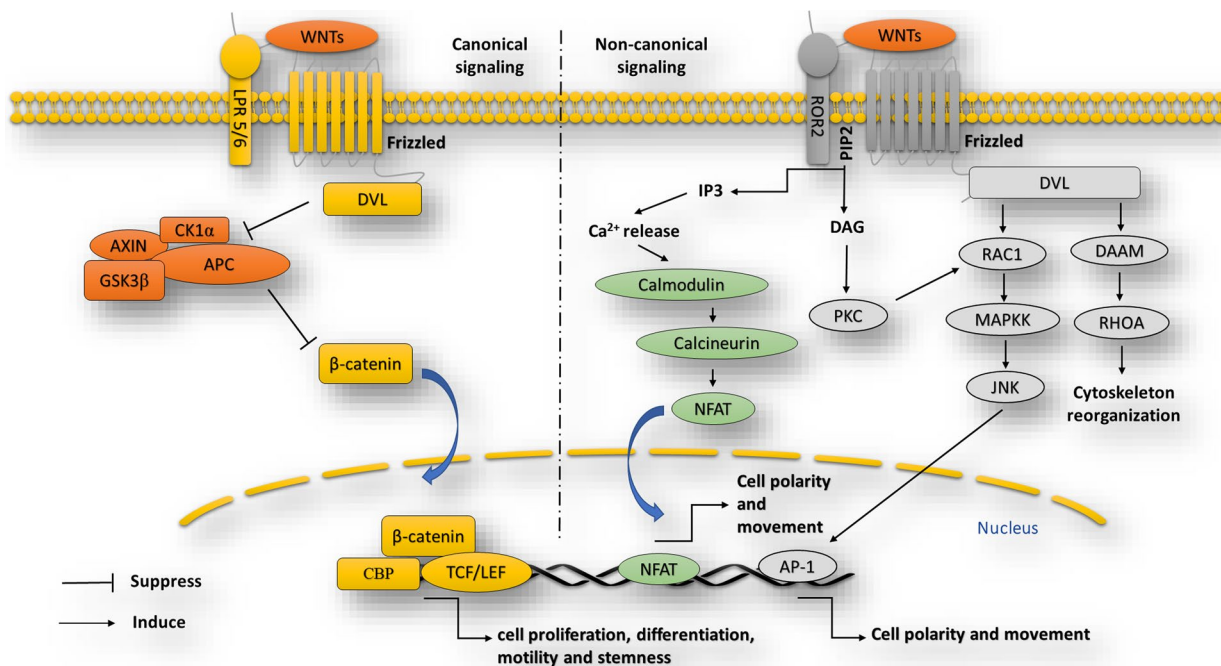 WNTs
Canonical
signaling
Non-canonical
signaling
WNTs
LPR 5/6
Frizzled
ROR2
PIP2
Frizzled
DVL
DVL
IP3
CK1α
AXIN
APC
GSK3β
Ca²⁺ release
DAG
RAC1
DAAM
Calmodulin
PKC
MAPKK
RHOA
Calcineurin
β-catenin
NFAT
JNK
Cytoskeleton
reorganization
Cell polarity
and
movement
Nucleus
β-catenin
CBP
TCF/LEF
NFAT
AP-1
Suppress
Induce
cell proliferation, differentiation,
motility and stemness
Cell polarity and movement